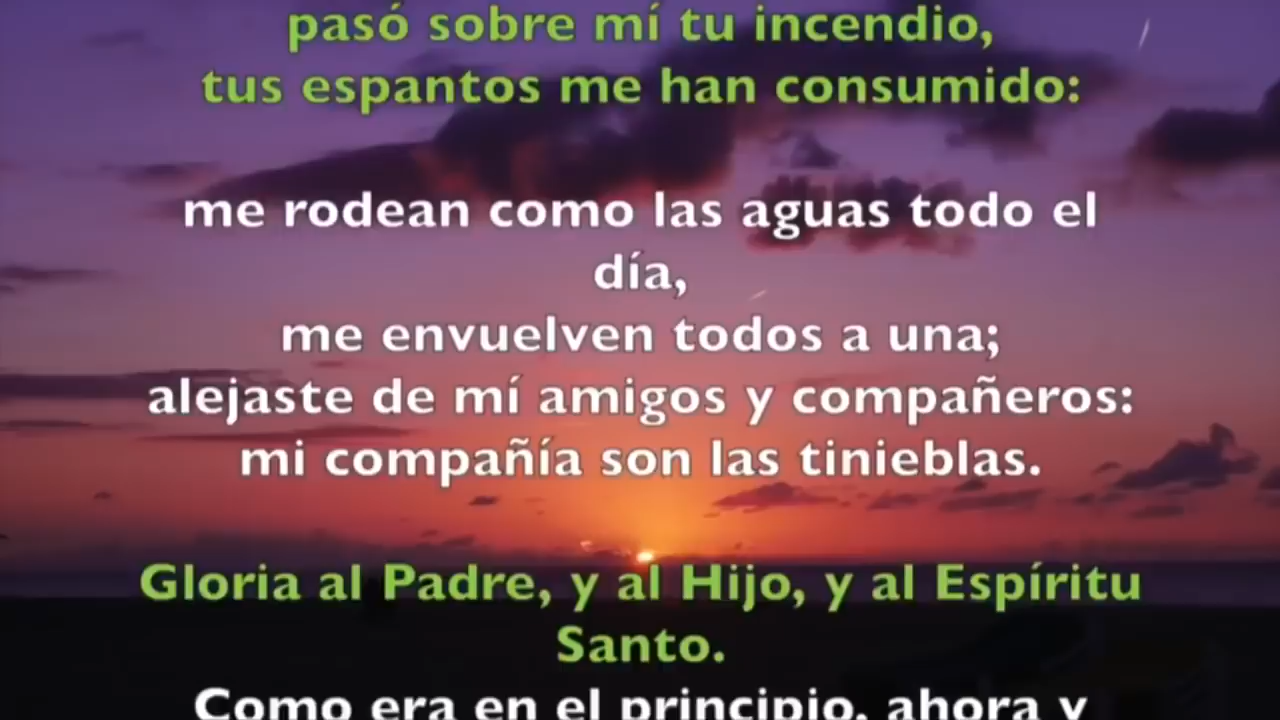 pasó sobre mí tu incendio,
tus espantos me han consumido:
me rodean como las aguas todo el
día,
me envuelven todos a una;
alejaste de mí amigos y compañeros:
mi compañía son las tinieblas.
Gloria al Padre, y al Hijo, y al Espíritu
Santo.
Como era en el principio, ahora y